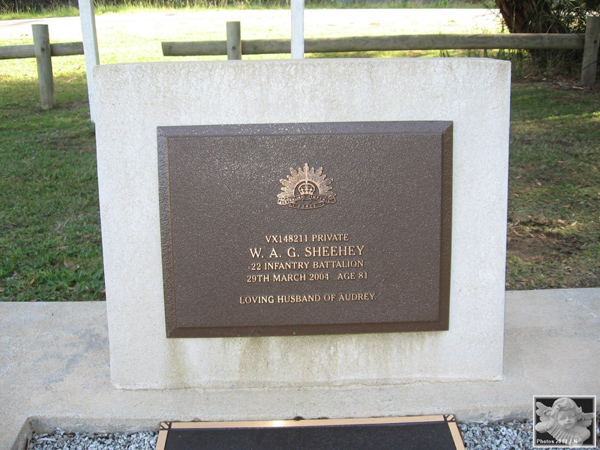 VX148211 PRIVATE
W. A. G. SHEEHEY
22 INFANTRY BATTALION
29TH MARCH 2004 AGE 81
LOVING HUSBAND OF AUDREY